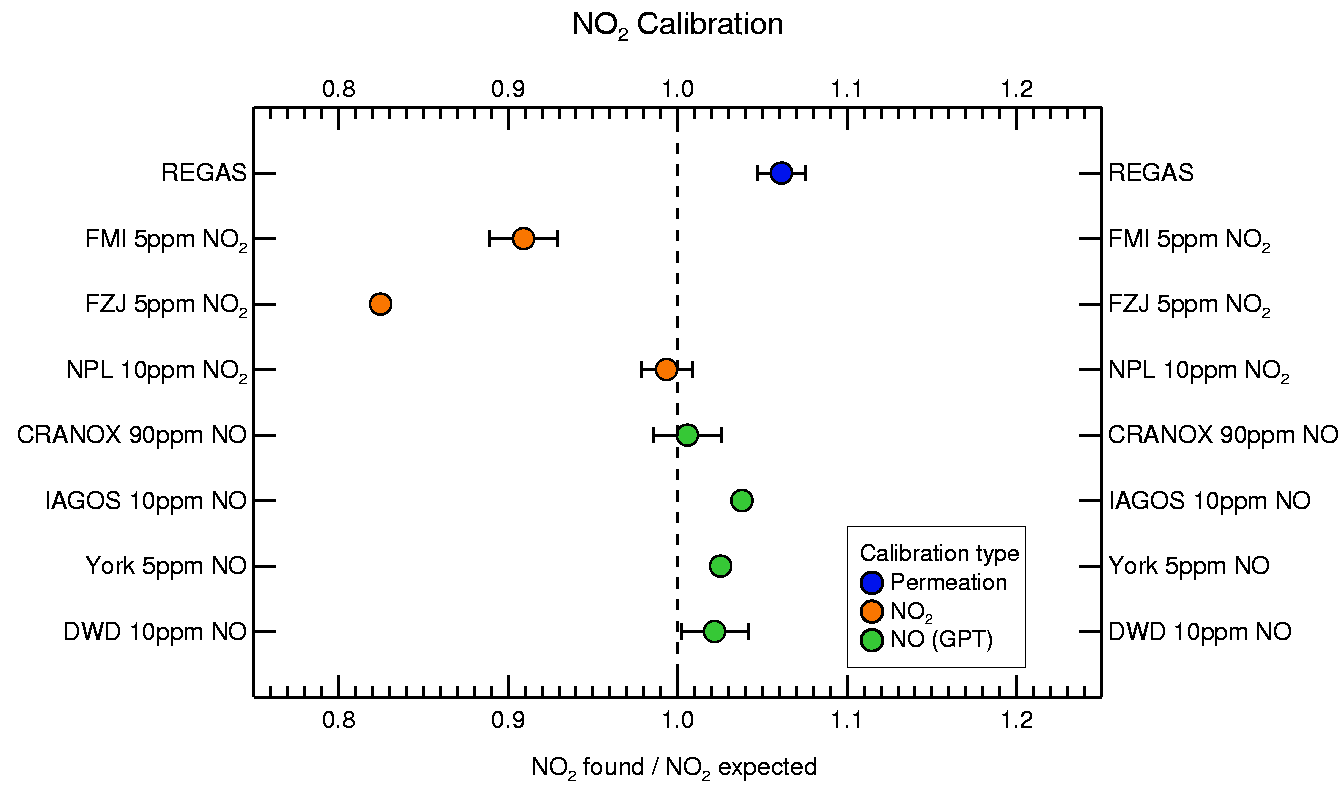 NO₂ Calibration
0.8 0.9 1.0 1.1 1.2
REGAS REGAS
FMI 5ppm NO₂ FMI 5ppm NO₂
FZJ 5ppm NO₂ FZJ 5ppm NO₂
NPL 10ppm NO₂ NPL 10ppm NO₂
CRANOX 90ppm NO CRANOX 90ppm NO
IAGOS 10ppm NO IAGOS 10ppm NO
York 5ppm NO York 5ppm NO
DWD 10ppm NO DWD 10ppm NO
Calibration type
Permeation
NO₂
NO (GPT)
0.8 0.9 1.0 1.1 1.2
NO₂ found / NO₂ expected